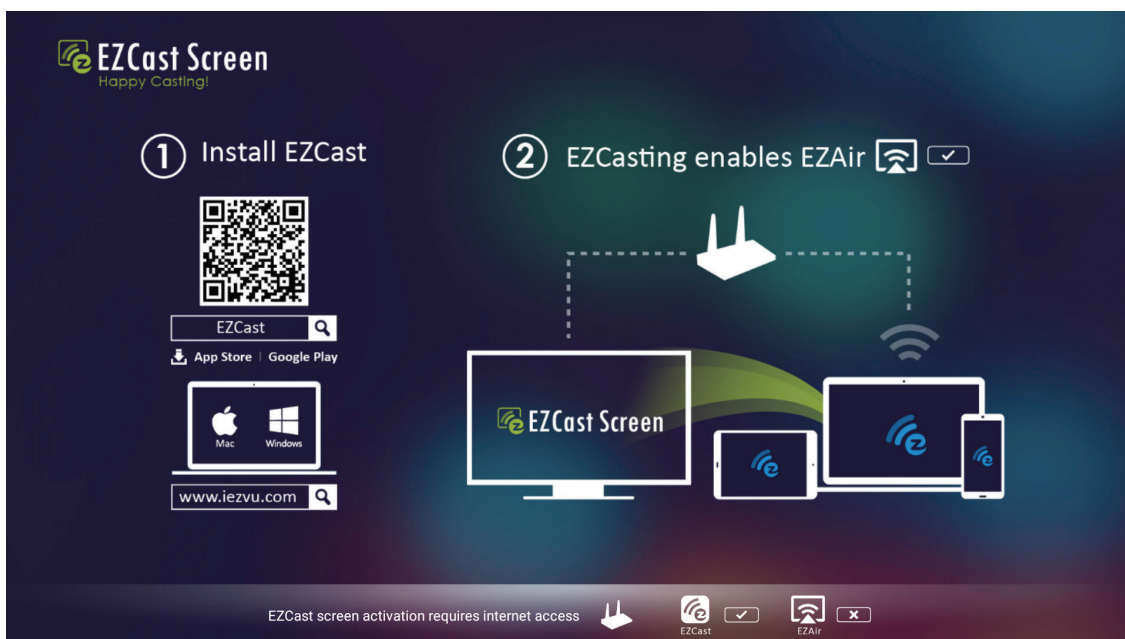 EZCast Screen
Happy Casting!
1 Install EZCast
EZCast
App Store | Google Play
Mac Windows
www.iezvu.com
2 EZCasting enables EZAir
EZCast Screen
EZCast screen activation requires internet access
EZCast
EZAir